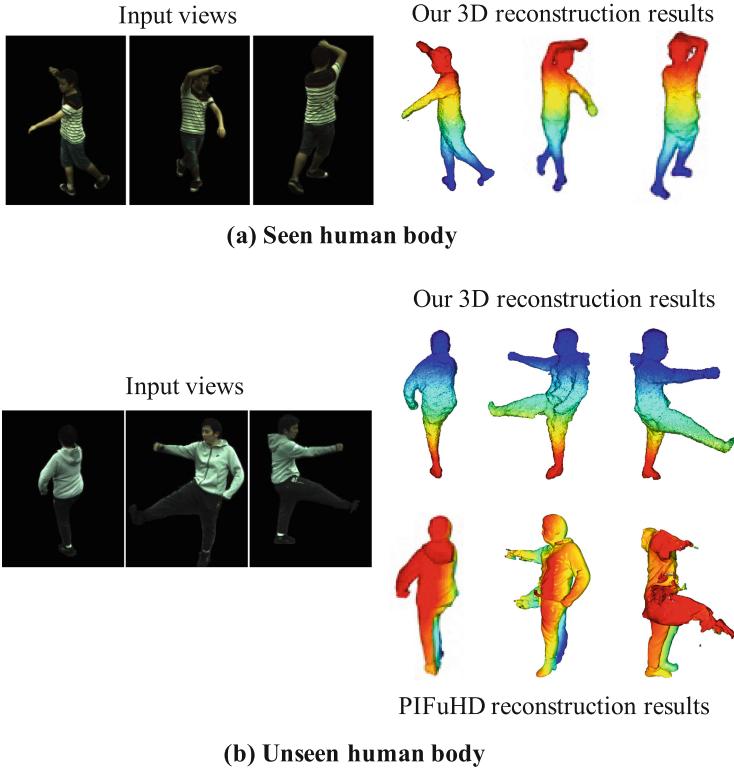 Input views
Our 3D reconstruction results
(a) Seen human body
Our 3D reconstruction results
Input views
PIFuHD reconstruction results
(b) Unseen human body